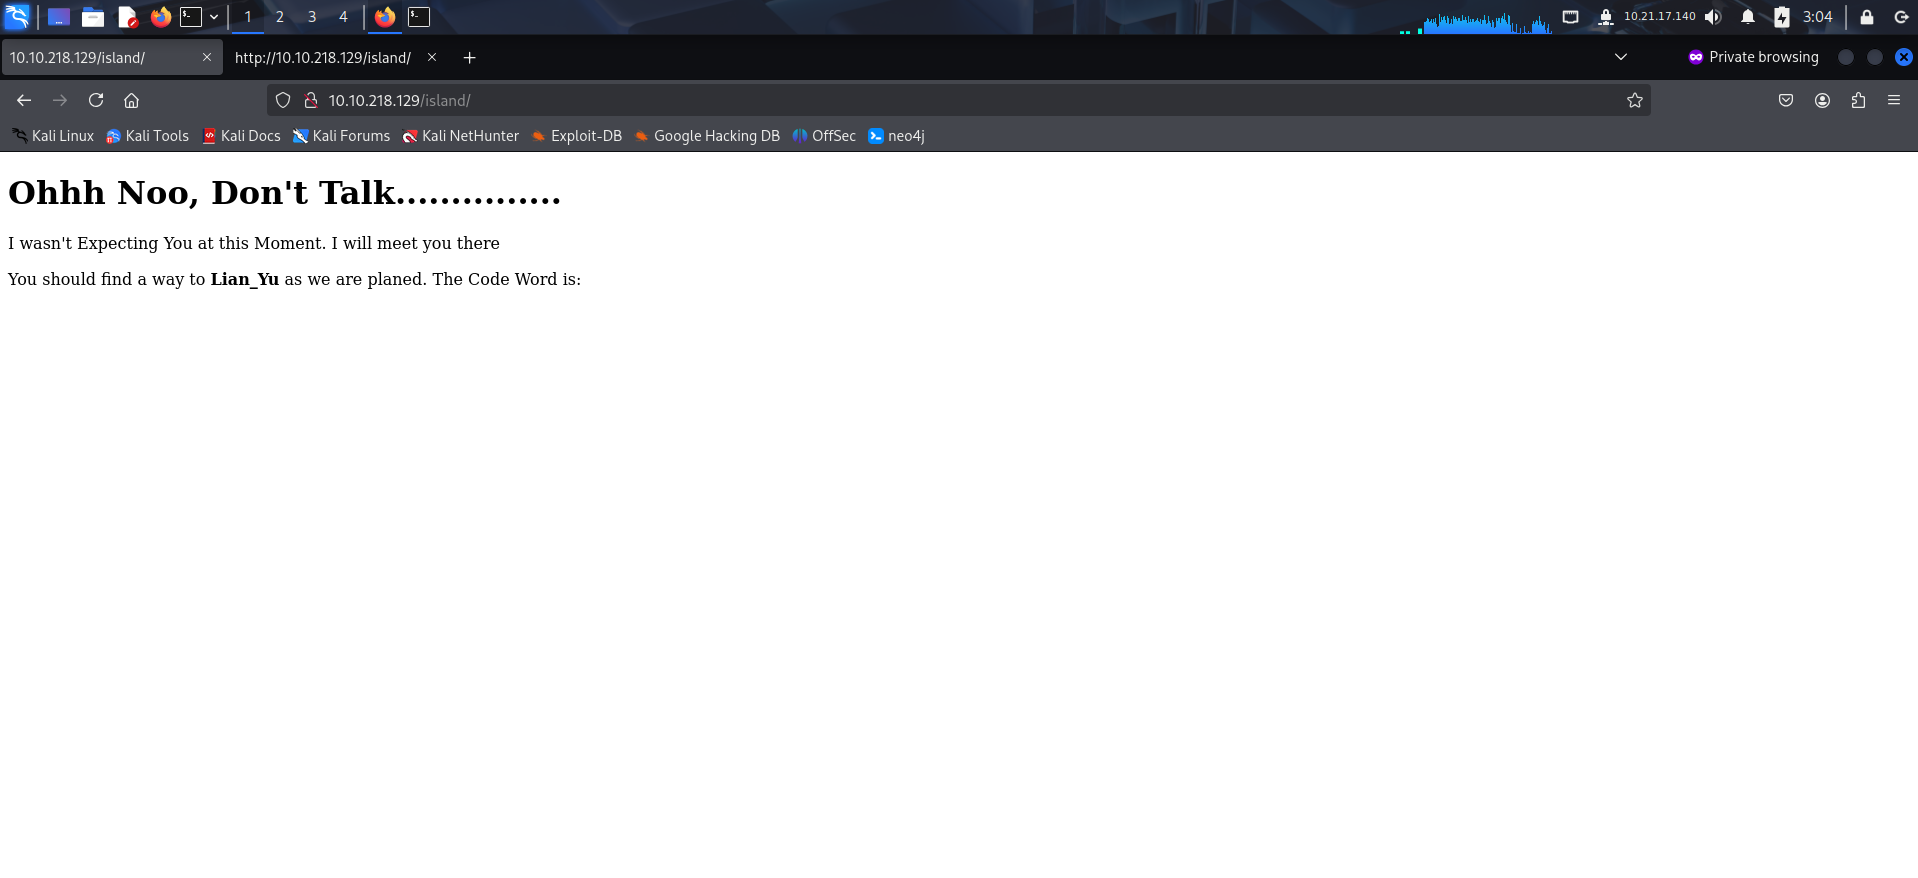 1 2 3 4 10.21.17.140 3:04
10.10.218.129/island/ http://10.10.218.129/island/ Private browsing
10.10.218.129/island/
Kali Linux Kali Tools Kali Docs Kali Forums Kali NetHunter Exploit-DB Google Hacking DB OffSec neo4j
Ohhh Noo, Don't Talk...............
I wasn't Expecting You at this Moment. I will meet you there
You should find a way to Lian_Yu as we are planed. The Code Word is: